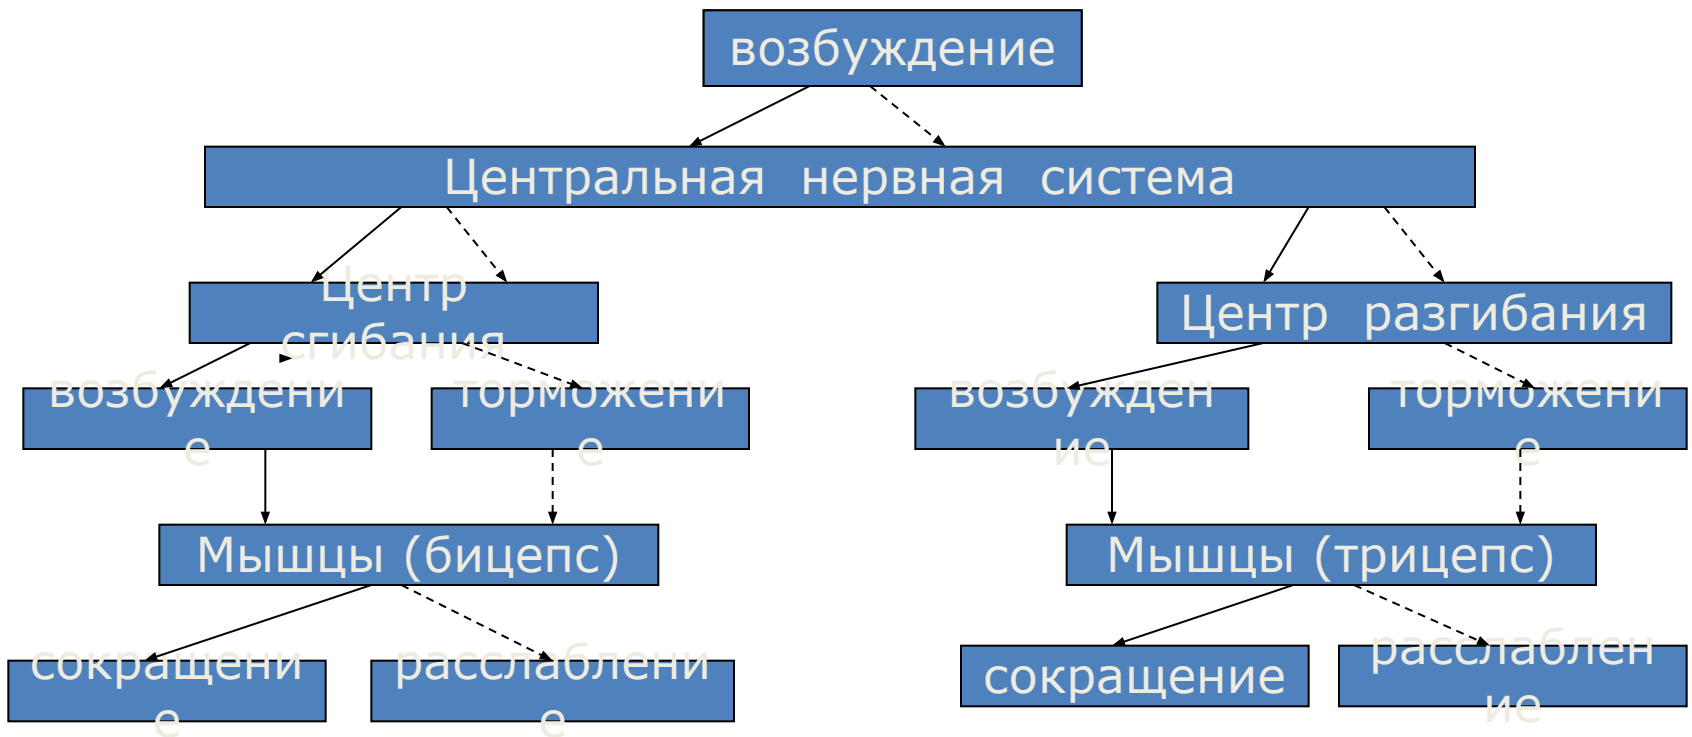 возбуждение
Центральная нервная система
Центр
сгибания
Центр разгибания
возбуждени
е
торможени
е
возбужден
ие
торможени
е
Мышцы (бицепс)
Мышцы (трицепс)
сокращени
е
расслаблени
е
сокращение
расслаблен
ие